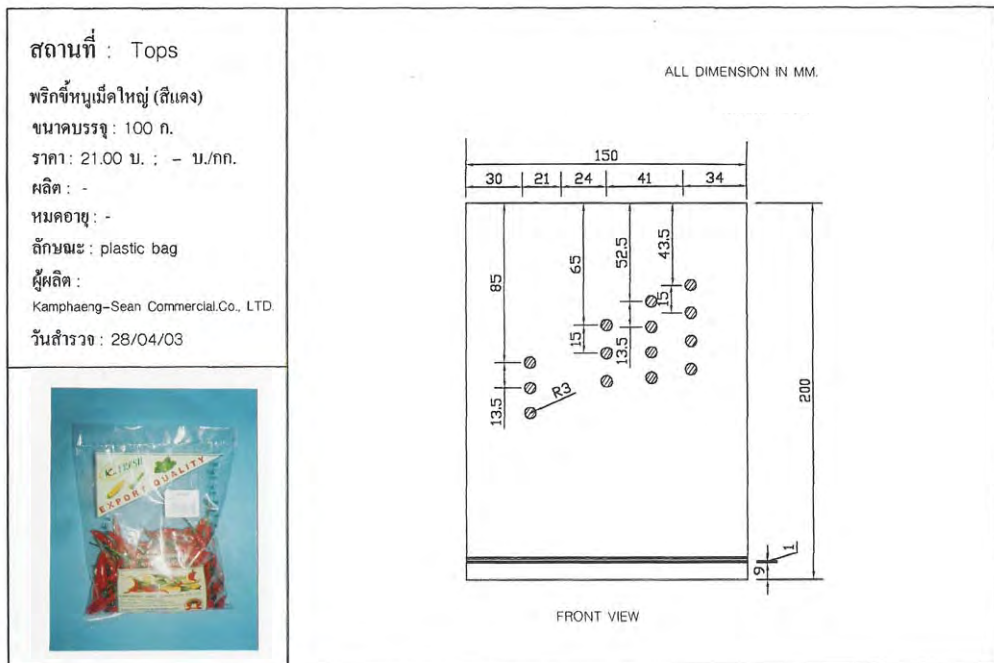 สถานที่ : Tops
พริกขี้หนูเม็ดใหญ่ (สีแดง)
ขนาดบรรจุ : 100 ก.
ราคา : 21.00 บ. ; - บ./กก.
ผลิต : -
หมดอายุ : -
ลักษณะ : plastic bag
ผู้ผลิต :
Kamphaeng-Sean Commercial.Co., LTD.
วันสำรวจ : 28/04/03
FRESH
EXPORT QUALITY
ALL DIMENSION IN MM.
150
30 21 24 41 34
85
65
52.5
43.5
15
15
13.5
13.5
R3
200
1
9
FRONT VIEW